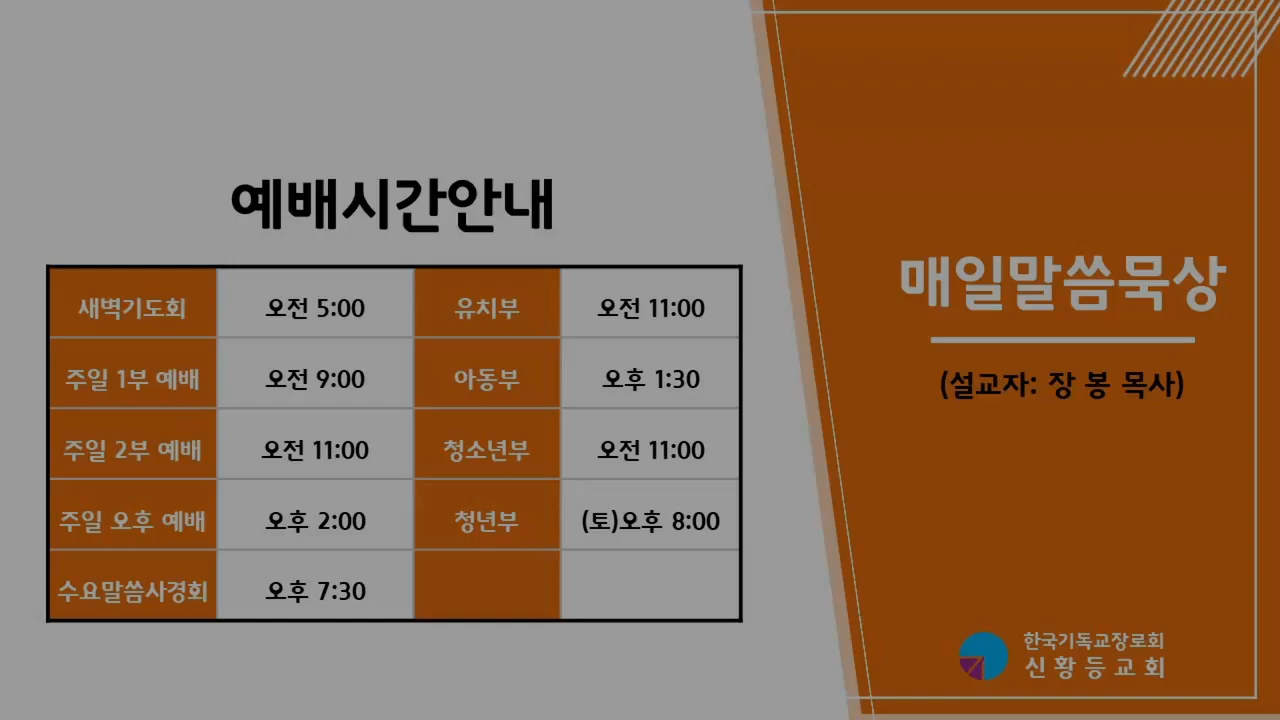 예배시간안내
새벽기도회 오전 5:00 유치부 오전 11:00
주일 1부 예배 오전 9:00 아동부 오후 1:30
주일 2부 예배 오전 11:00 청소년부 오전 11:00
주일 오후 예배 오후 2:00 청년부 (토)오후 8:00
수요말씀사경회 오후 7:30
매일말씀묵상
(설교자: 장 봉 목사)
한국기독교장로회
신황등교회